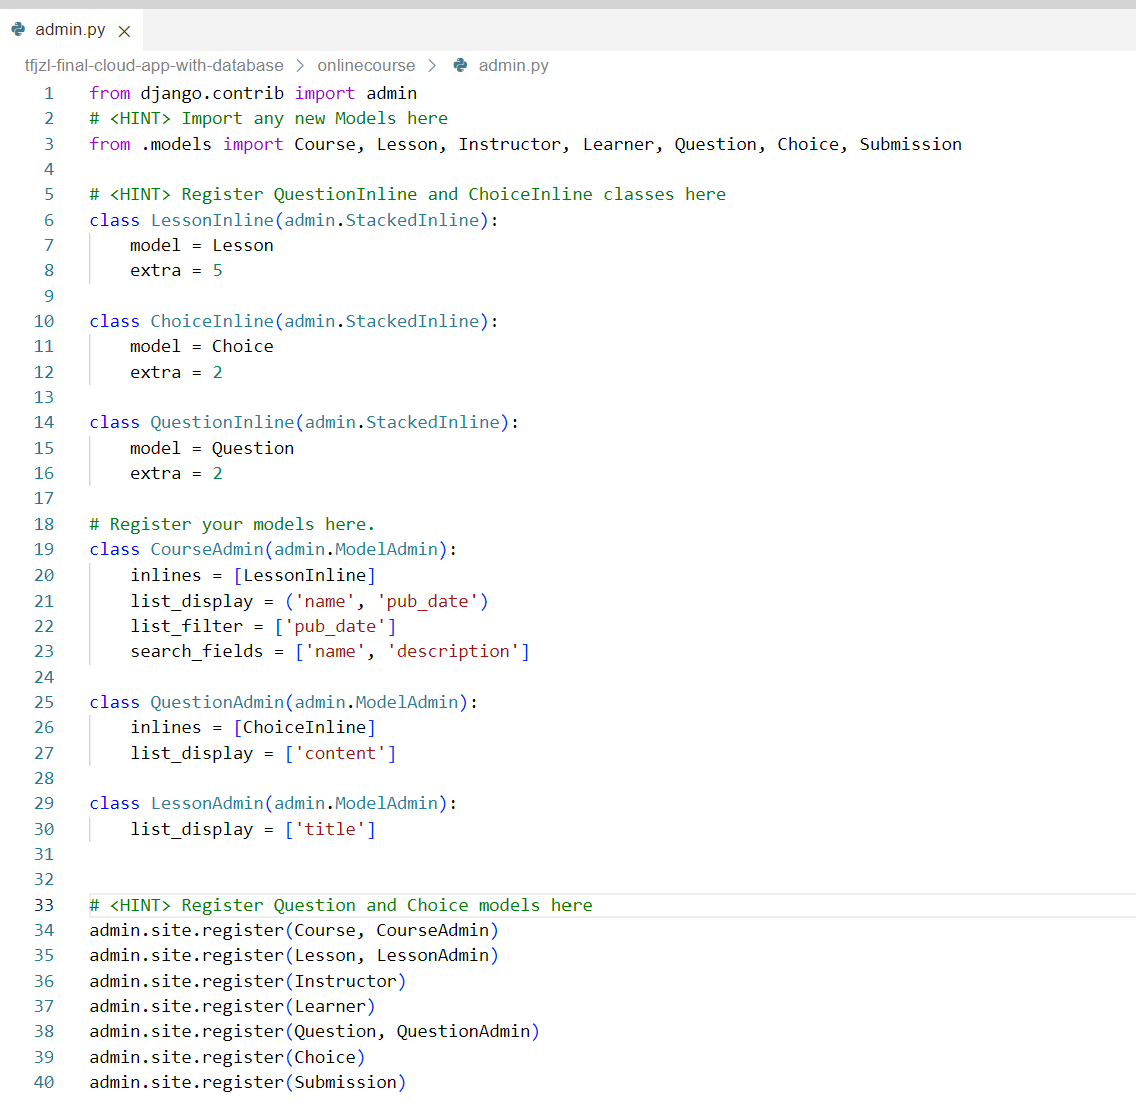 admin.py ×
tfjzl-final-cloud-app-with-database > onlinecourse > admin.py
1 from django.contrib import admin
2 # <HINT> Import any new Models here
3 from .models import Course, Lesson, Instructor, Learner, Question, Choice, Submission
4
5 # <HINT> Register QuestionInline and ChoiceInline classes here
6 class LessonInline(admin.StackedInline):
7     model = Lesson
8     extra = 5
9
10 class ChoiceInline(admin.StackedInline):
11     model = Choice
12     extra = 2
13
14 class QuestionInline(admin.StackedInline):
15     model = Question
16     extra = 2
17
18 # Register your models here.
19 class CourseAdmin(admin.ModelAdmin):
20     inlines = [LessonInline]
21     list_display = ('name', 'pub_date')
22     list_filter = ['pub_date']
23     search_fields = ['name', 'description']
24
25 class QuestionAdmin(admin.ModelAdmin):
26     inlines = [ChoiceInline]
27     list_display = ['content']
28
29 class LessonAdmin(admin.ModelAdmin):
30     list_display = ['title']
31
32
33 # <HINT> Register Question and Choice models here
34 admin.site.register(Course, CourseAdmin)
35 admin.site.register(Lesson, LessonAdmin)
36 admin.site.register(Instructor)
37 admin.site.register(Learner)
38 admin.site.register(Question, QuestionAdmin)
39 admin.site.register(Choice)
40 admin.site.register(Submission)